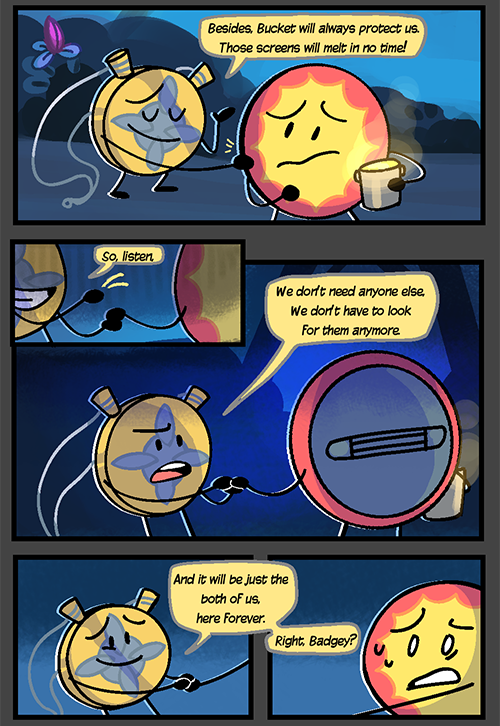 Besides, Bucket will always protect us.
Those screens will melt in no time!
So, listen,
We don't need anyone else,
We don't have to look
For them anymore.
And it will be just the
both of us,
here Forever.
Right, Badgey?